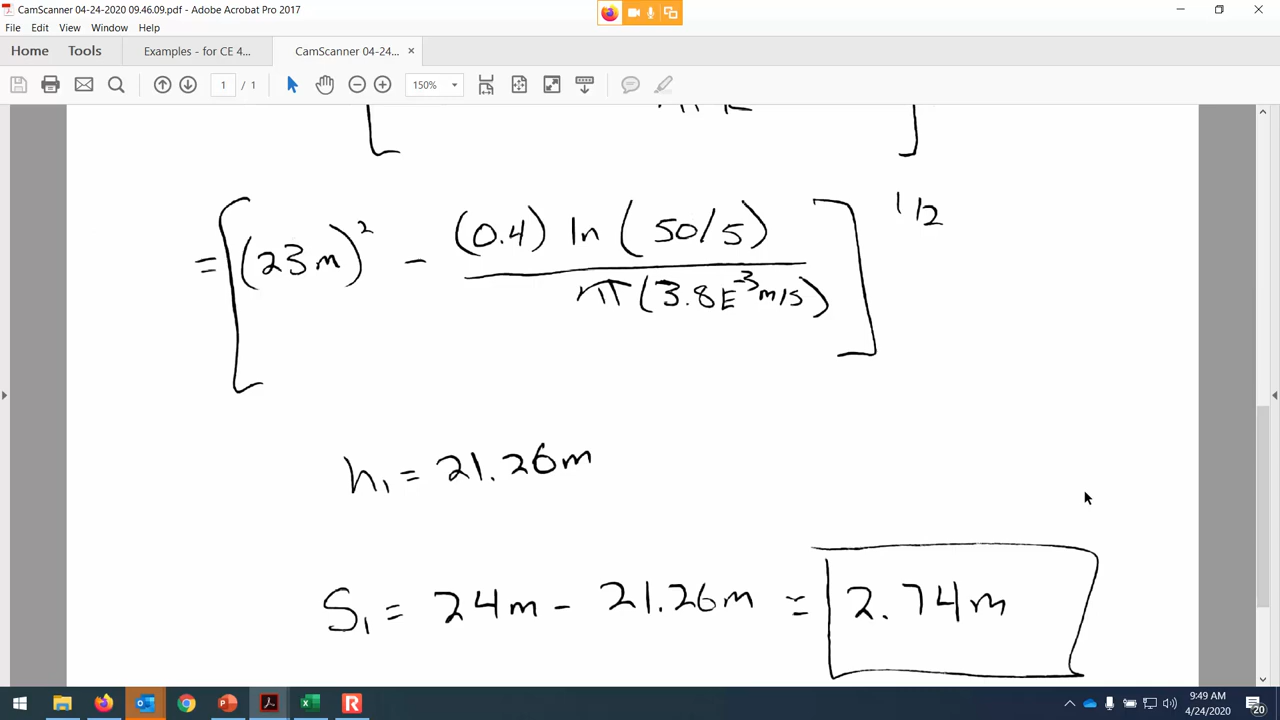 CamScanner 04-24-2020 09.46.09.pdf - Adobe Acrobat Pro 2017
File Edit View Window Help
Home Tools Examples - for CE 4... CamScanner 04-24... ×
1 / 1 150%
= [(23m)² - (0.4) ln (50/5)
π(3.8E⁻³m/s)]^1/2
h₁ = 21.26m
S₁ = 24m - 21.26m = 2.74m
9:49 AM
4/24/2020
20